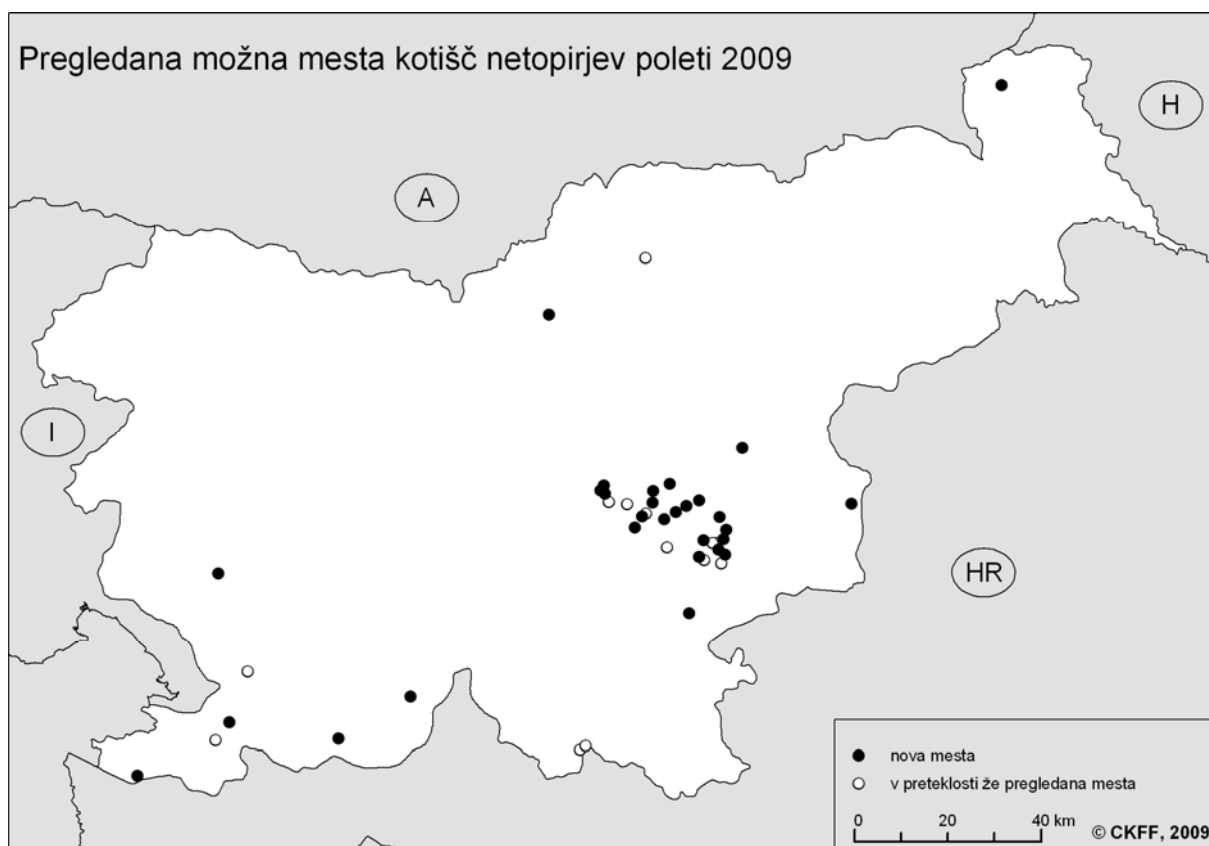 Pregledana možna mesta kotišč netopirjev poleti 2009
H
A
I
HR
nova mesta
v preteklosti že pregledana mesta
0 20 40 km
© CKFF, 2009